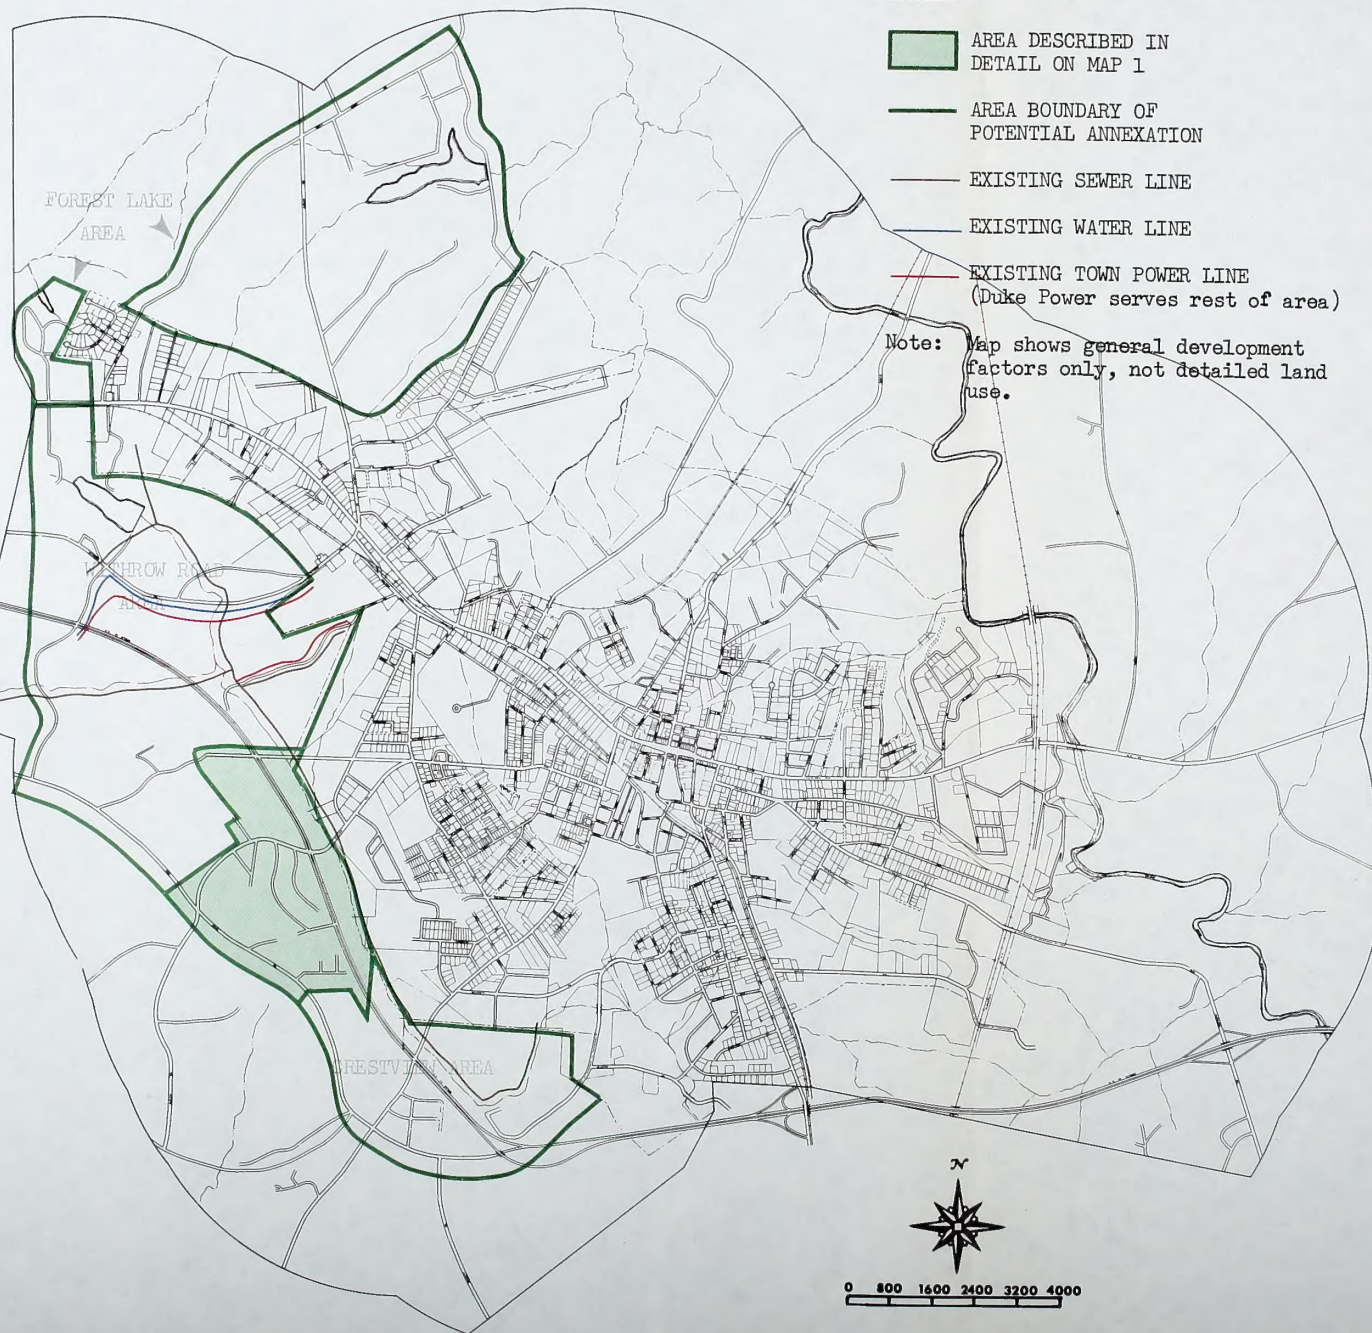 AREA DESCRIBED IN
DETAIL ON MAP 1
AREA BOUNDARY OF
POTENTIAL ANNEXATION
EXISTING SEWER LINE
EXISTING WATER LINE
EXISTING TOWN POWER LINE
(Duke Power serves rest of area)
Note: Map shows general development
factors only, not detailed land
use.
FOREST LAKE
AREA
WITHROW ROAD
AREA
CRESTVIEW AREA
N
0 800 1600 2400 3200 4000